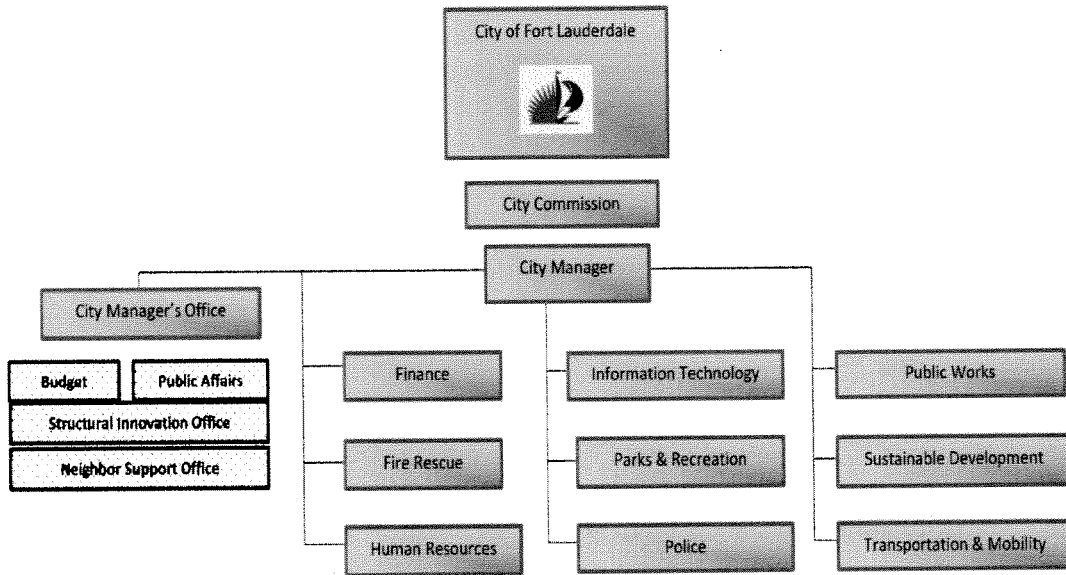 City of Fort Lauderdale
City Commission
City Manager
City Manager's Office
Budget
Public Affairs
Structural Innovation Office
Neighbor Support Office
Finance
Information Technology
Public Works
Fire Rescue
Parks & Recreation
Sustainable Development
Human Resources
Police
Transportation & Mobility